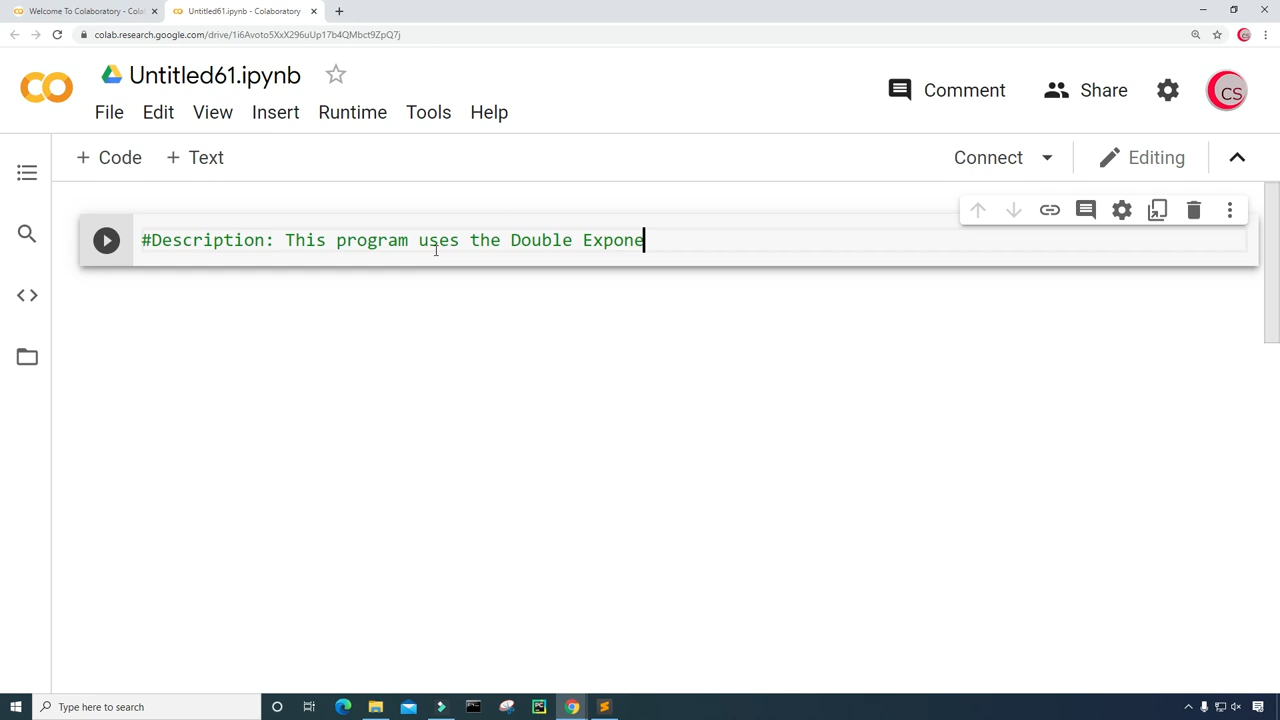 Welcome To Colaboratory - Colal
Untitled61.ipynb - Colaboratory
colab.research.google.com/drive/1i6Avoto5XxX296uUp17b4QMbct9ZpQ7j
Untitled61.ipynb
Comment
Share
CS
File Edit View Insert Runtime Tools Help
+ Code + Text
Connect
Editing
#Description: This program uses the Double Expone
Type here to search